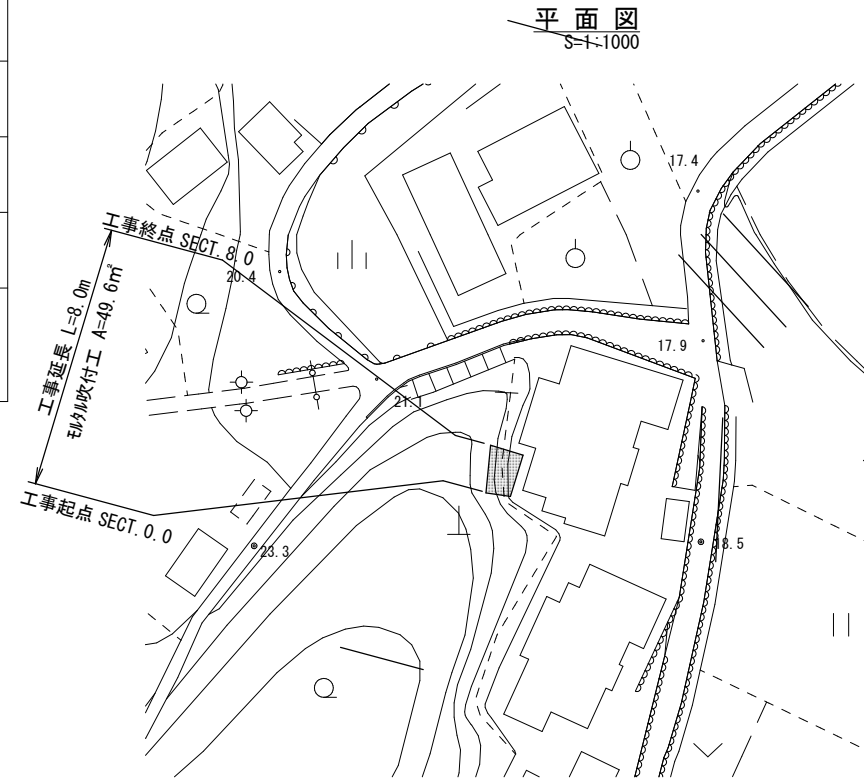 平面図
S=1:1000
17.4
工事終点 SECT.8.0
20.4
工事延長 L=8.0m
モルタル吹付工 A=49.6㎡
17.9
21.1
工事起点 SECT.0.0
23.3
18.5